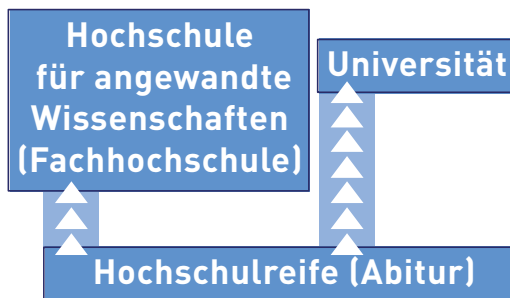 Hochschule
für angewandte
Wissenschaften
(Fachhochschule)
Universität
Hochschulreife (Abitur)